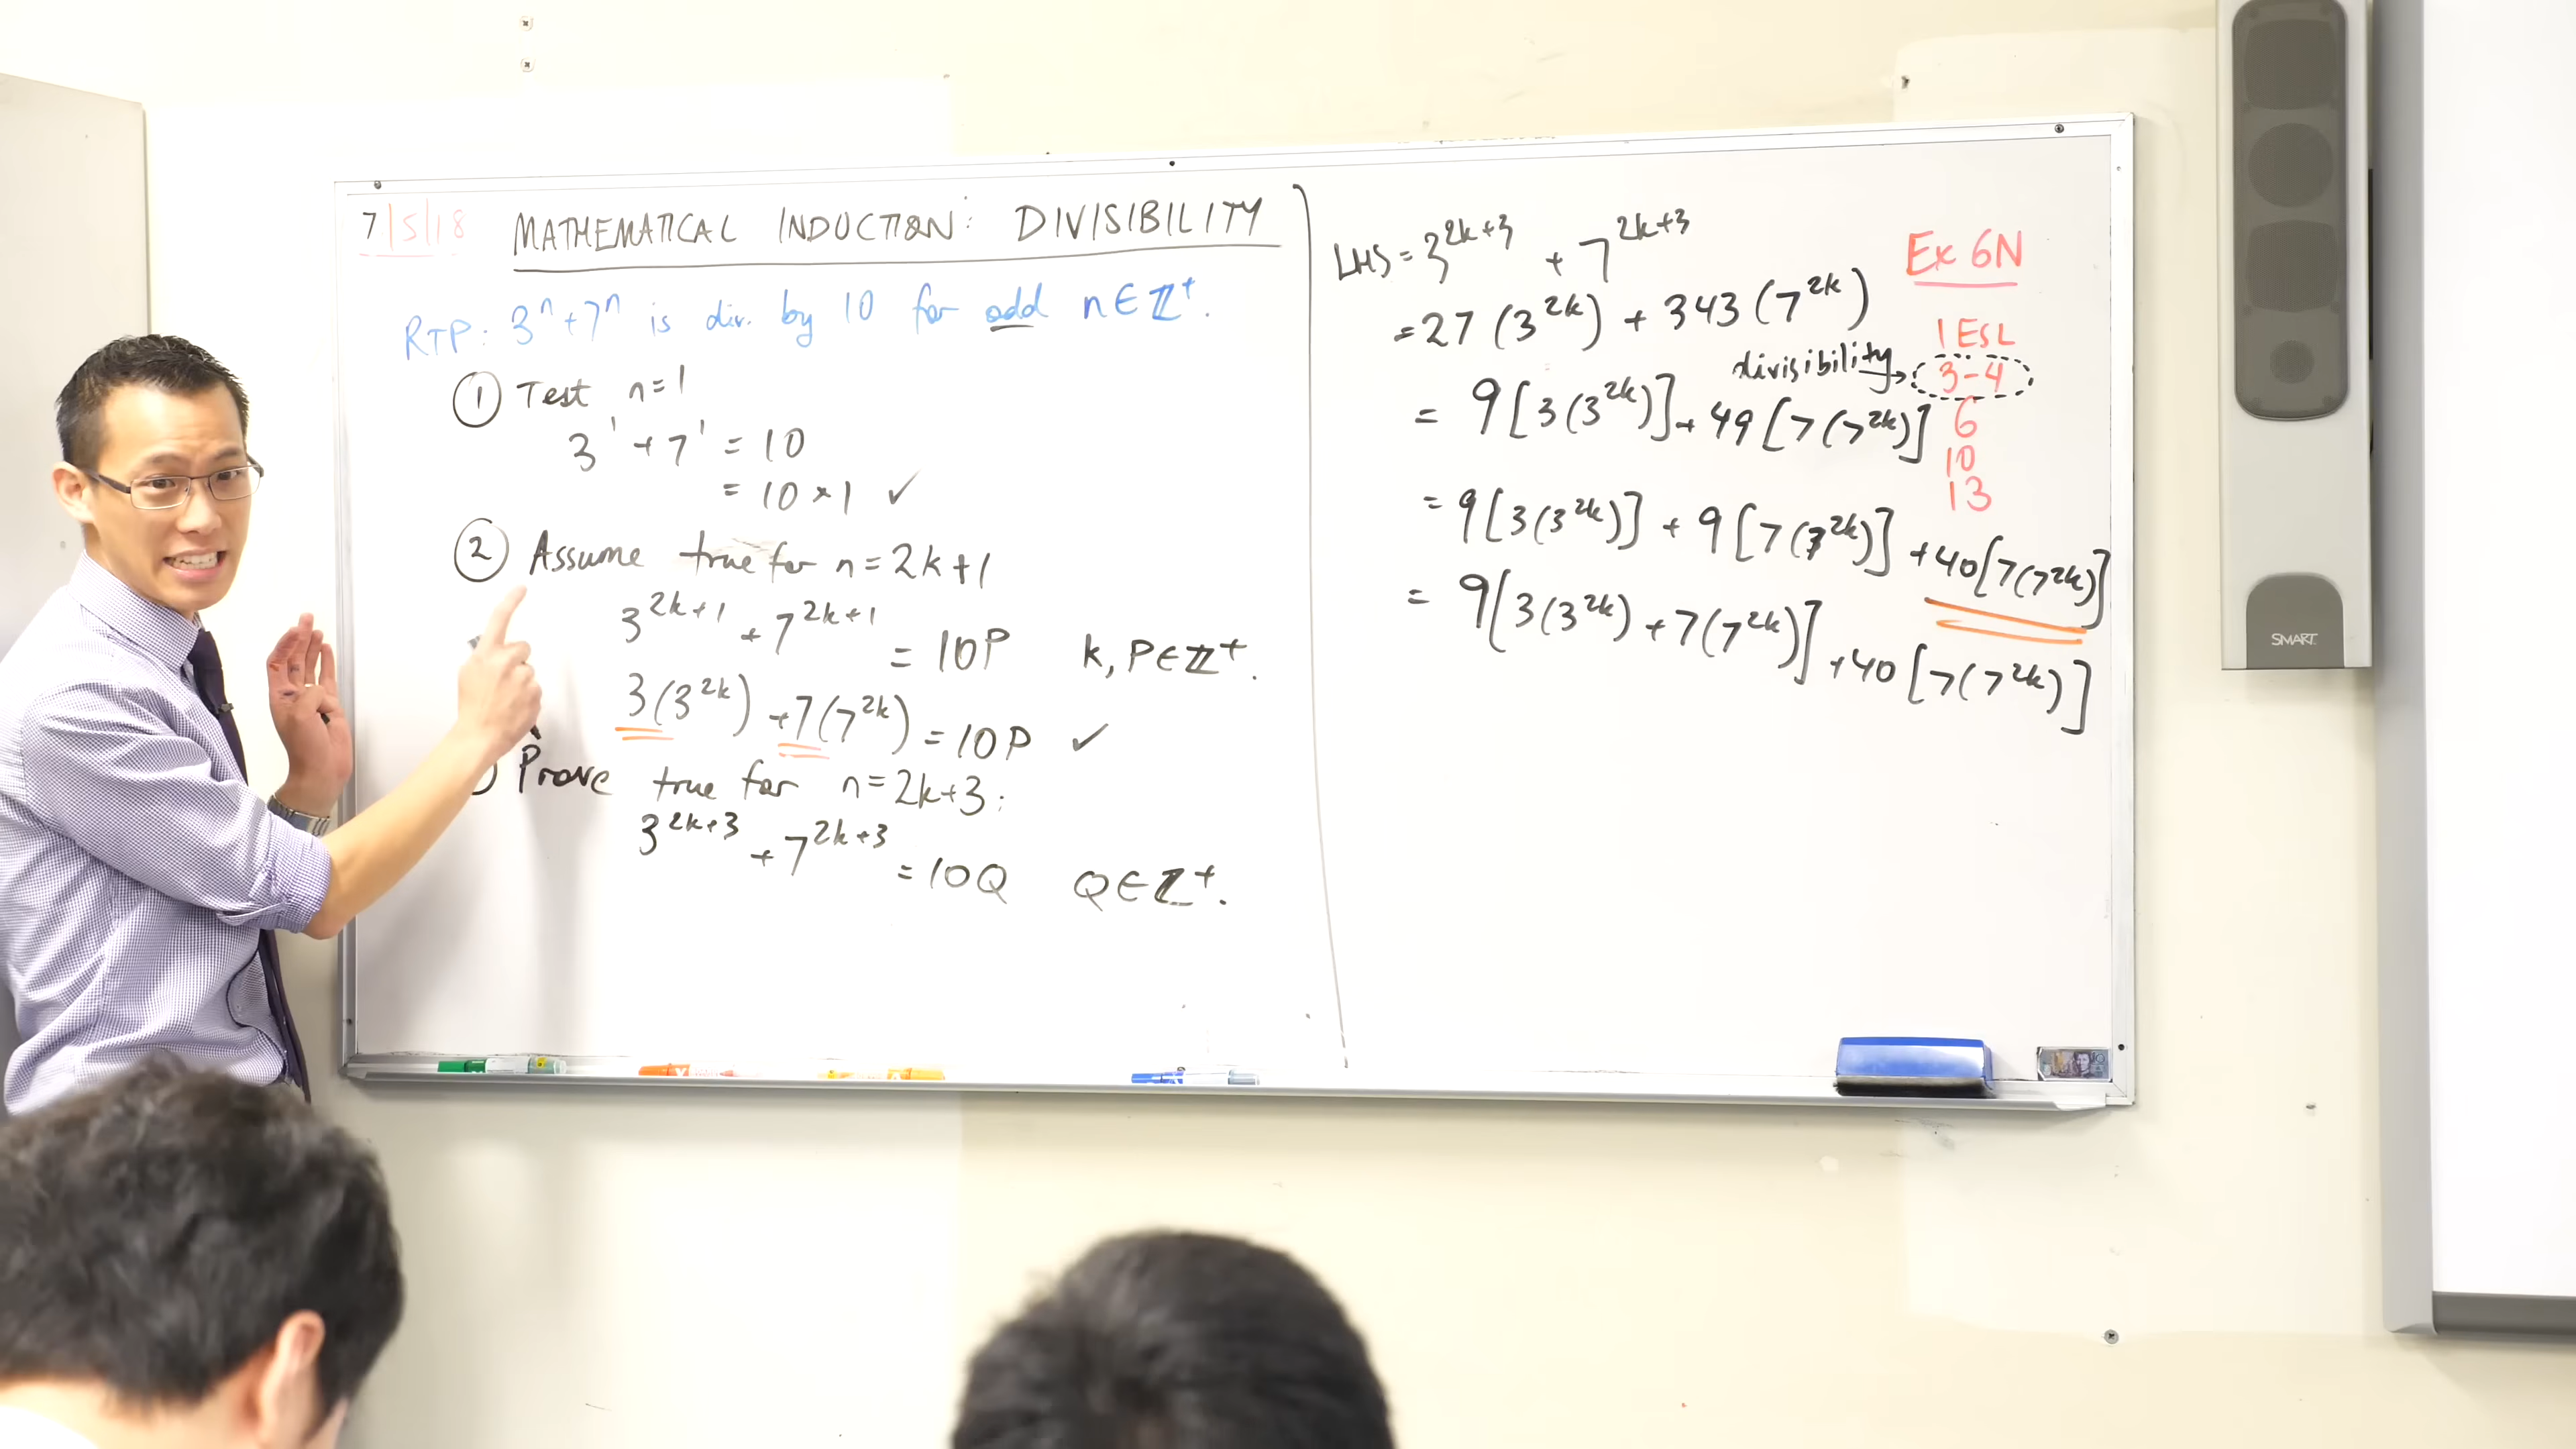 7|5|18 MATHEMATICAL INDUCTION: DIVISIBILITY
RTP: 3ⁿ+7ⁿ is div. by 10 for odd n∈ℤ⁺.
① Test n=1
3¹+7¹ = 10
= 10×1 ✓
② Assume true for n=2k+1
3^{2k+1} + 7^{2k+1} = 10P k, P∈ℤ⁺.
3(3^{2k}) + 7(7^{2k}) = 10P ✓
Prove true for n=2k+3:
3^{2k+3} + 7^{2k+3} = 10Q Q∈ℤ⁺.
LHS = 3^{2k+3} + 7^{2k+3}
= 27(3^{2k}) + 343(7^{2k})
= 9[3(3^{2k})] + 49[7(7^{2k})]
= 9[3(3^{2k})] + 9[7(7^{2k})] + 40[7(7^{2k})]
= 9[3(3^{2k}) + 7(7^{2k})] + 40[7(7^{2k})]
Ex 6N
1 ESL
divisibility → 3-4
6
10
13
SMART